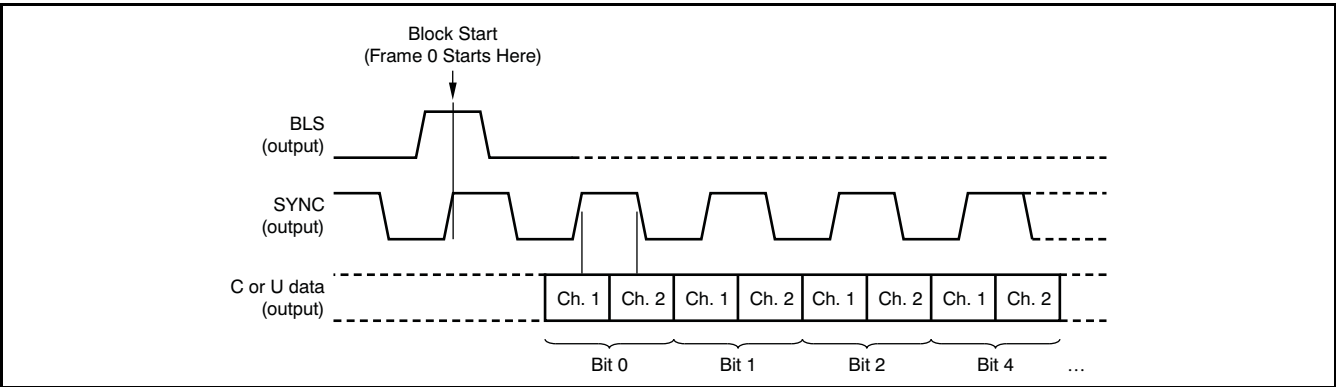 Block Start
(Frame 0 Starts Here)
BLS
(output)
SYNC
(output)
C or U data
(output)
Ch. 1 Ch. 2 Ch. 1 Ch. 2 Ch. 1 Ch. 2 Ch. 1 Ch. 2
Bit 0 Bit 1 Bit 2 Bit 4 ...